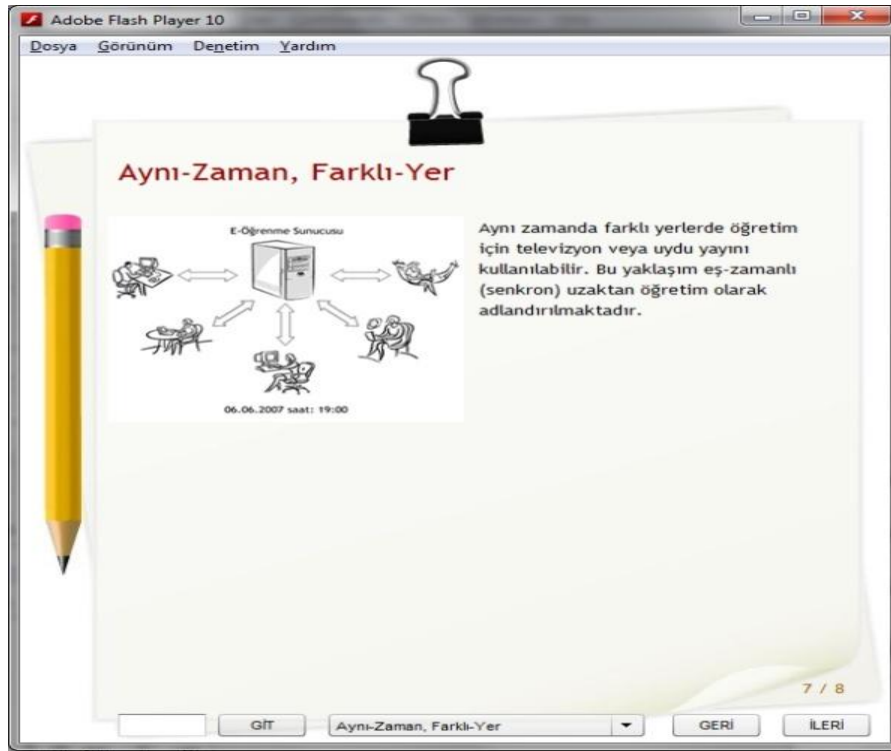 Adobe Flash Player 10
Dosya Görünüm Denetim Yardım
Aynı-Zaman, Farklı-Yer
E-Öğrenme Sunucusu
06.06.2007 saat: 19:00
Aynı zamanda farklı yerlerde öğretim
için televizyon veya uydu yayını
kullanılabilir. Bu yaklaşım eş-zamanlı
(senkron) uzaktan öğretim olarak
adlandırılmaktadır.
7 / 8
GİT Aynı-Zaman, Farklı-Yer GERİ İLERİ